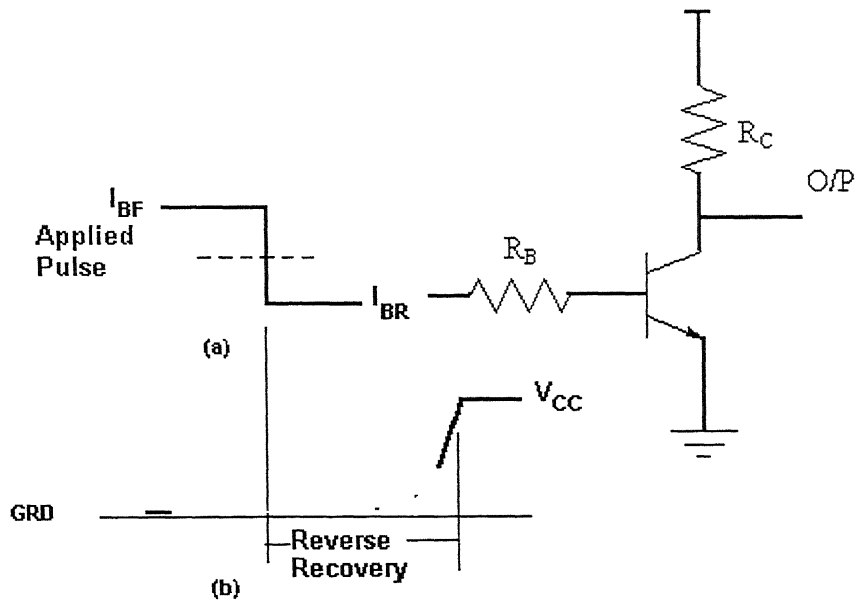 R_C
O/P
I_BF
Applied
Pulse
R_B
I_BR
(a)
V_CC
GRD
Reverse
Recovery
(b)